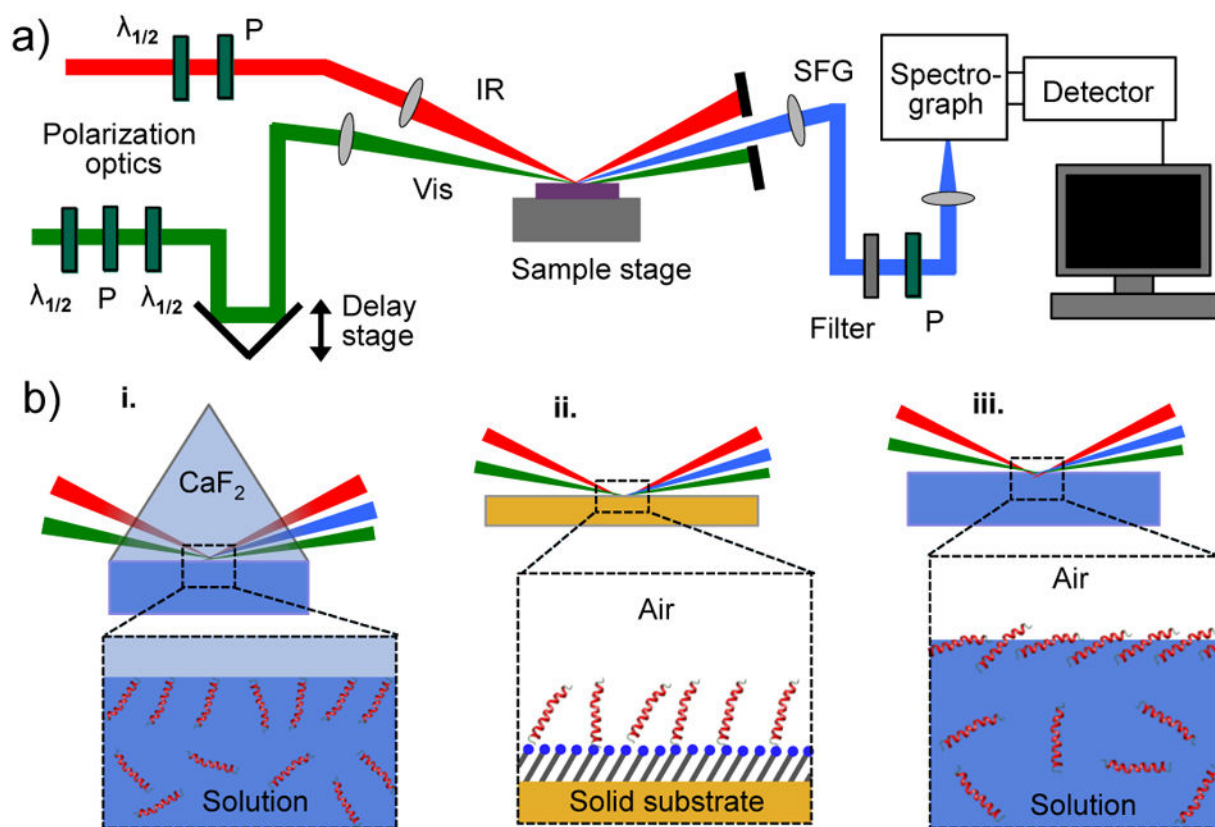 a)
λ1/2
P
IR
SFG
Spectro-
graph
Detector
Polarization
optics
Vis
λ1/2
P
λ1/2
Delay
stage
Sample stage
Filter
P
b)
i.
CaF2
Solution
ii.
Air
Solid substrate
iii.
Air
Solution